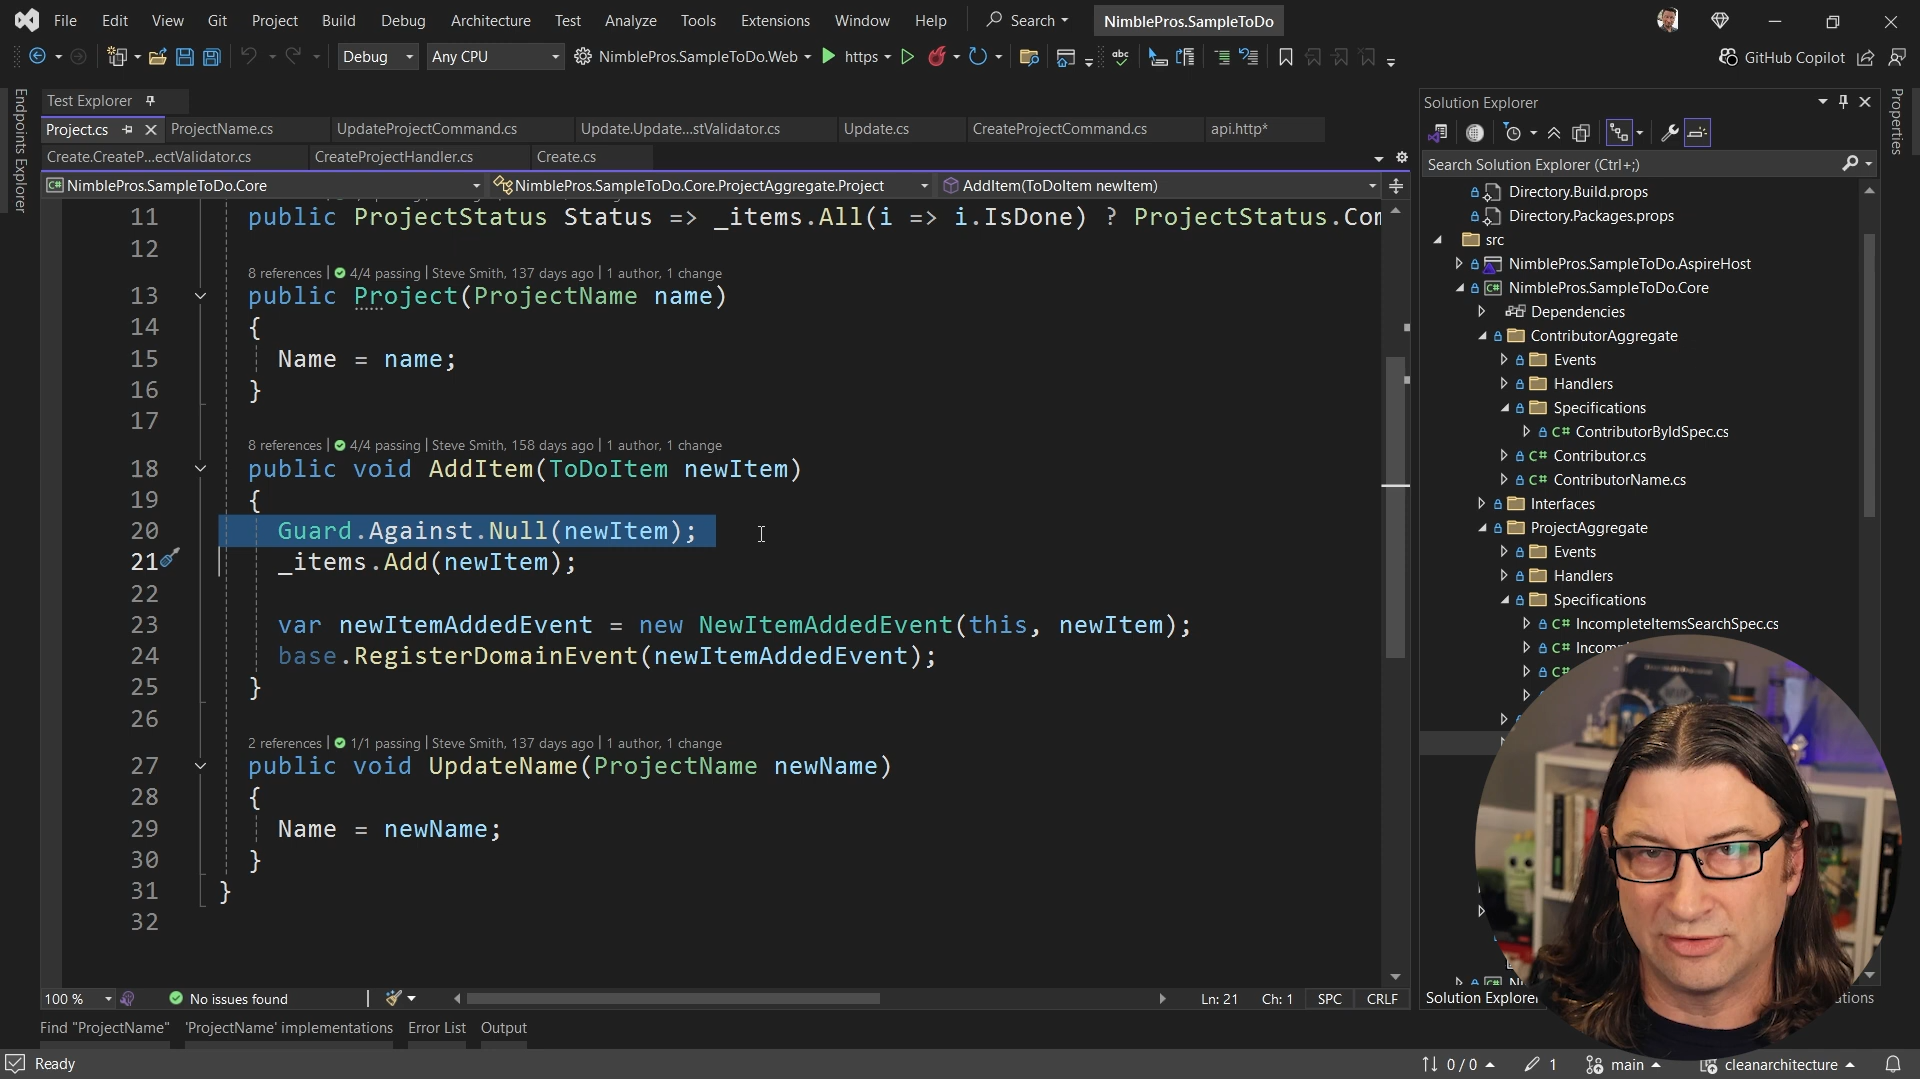 File Edit View Git Project Build Debug Architecture Test Analyze Tools Extensions Window Help Search NimblePros.SampleToDo
Debug Any CPU NimblePros.SampleToDo.Web https GitHub Copilot
Endpoints Explorer
Test Explorer
Project.cs ProjectName.cs UpdateProjectCommand.cs Update.Update...stValidator.cs Update.cs CreateProjectCommand.cs api.http*
Create.CreateP...ectValidator.cs CreateProjectHandler.cs Create.cs
NimblePros.SampleToDo.Core NimblePros.SampleToDo.Core.ProjectAggregate.Project AddItem(ToDoItem newItem)
11 public ProjectStatus Status => _items.All(i => i.IsDone) ? ProjectStatus.Com
12
8 references | 4/4 passing | Steve Smith, 137 days ago | 1 author, 1 change
13 public Project(ProjectName name)
14 {
15 Name = name;
16 }
17
8 references | 4/4 passing | Steve Smith, 158 days ago | 1 author, 1 change
18 public void AddItem(ToDoItem newItem)
19 {
20 Guard.Against.Null(newItem);
21 _items.Add(newItem);
22
23 var newItemAddedEvent = new NewItemAddedEvent(this, newItem);
24 base.RegisterDomainEvent(newItemAddedEvent);
25 }
26
2 references | 1/1 passing | Steve Smith, 137 days ago | 1 author, 1 change
27 public void UpdateName(ProjectName newName)
28 {
29 Name = newName;
30 }
31 }
32
100 % No issues found Ln: 21 Ch: 1 SPC CRLF
Find "ProjectName" 'ProjectName' implementations Error List Output
Solution Explorer
Search Solution Explorer (Ctrl+;)
Directory.Build.props
Directory.Packages.props
src
NimblePros.SampleToDo.AspireHost
NimblePros.SampleToDo.Core
Dependencies
ContributorAggregate
Events
Handlers
Specifications
C# ContributorByIdSpec.cs
C# Contributor.cs
C# ContributorName.cs
Interfaces
ProjectAggregate
Events
Handlers
Specifications
C# IncompleteItemsSearchSpec.cs
C# Incom
Solution Explorer
Properties
Ready 0 / 0 1 main cleanarchitecture